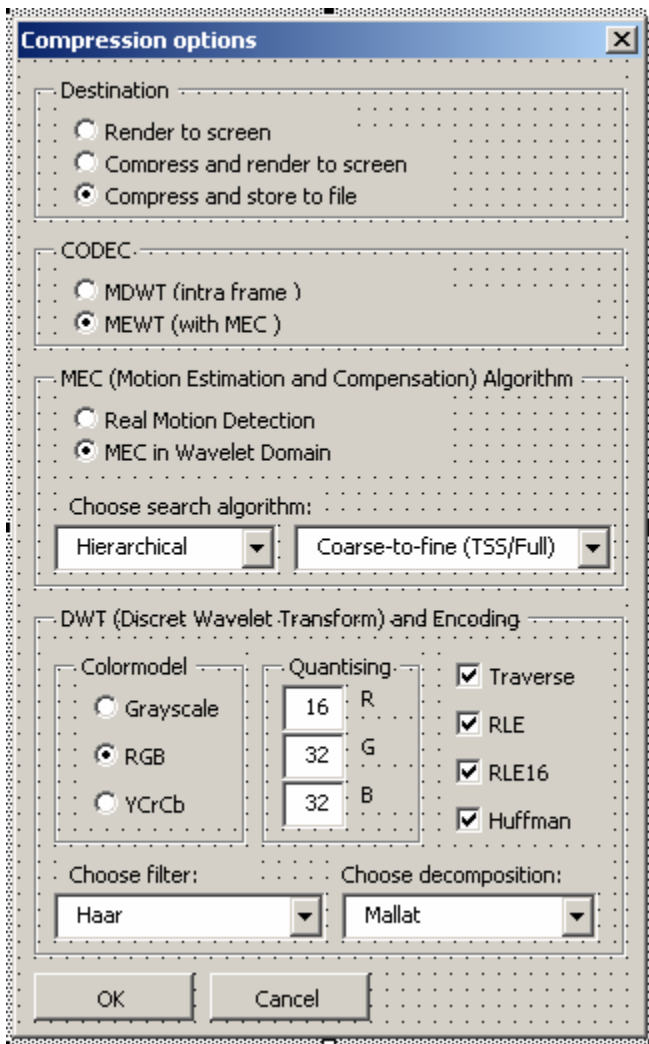 Compression options
Destination
Render to screen
Compress and render to screen
Compress and store to file
CODEC
MDWT (intra frame )
MEWT (with MEC )
MEC (Motion Estimation and Compensation) Algorithm
Real Motion Detection
MEC in Wavelet Domain
Choose search algorithm:
Hierarchical Coarse-to-fine (TSS/Full)
DWT (Discret Wavelet Transform) and Encoding
Colormodel
Grayscale
RGB
YCrCb
Quantising
16 R
32 G
32 B
Traverse
RLE
RLE16
Huffman
Choose filter: Choose decomposition:
Haar Mallat
OK Cancel